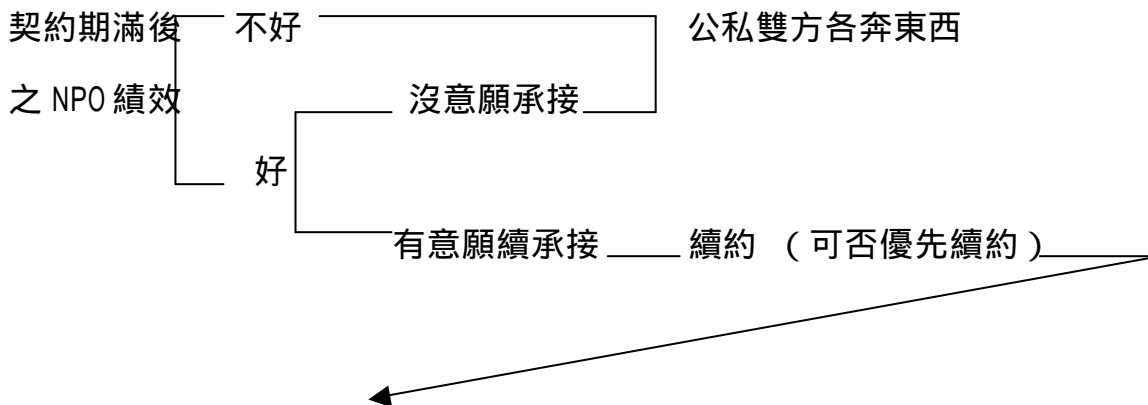 契約期滿後 不好 公私雙方各奔東西
之 NPO 績效 沒意願承接
好
有意願續承接 續約 （可否優先續約）